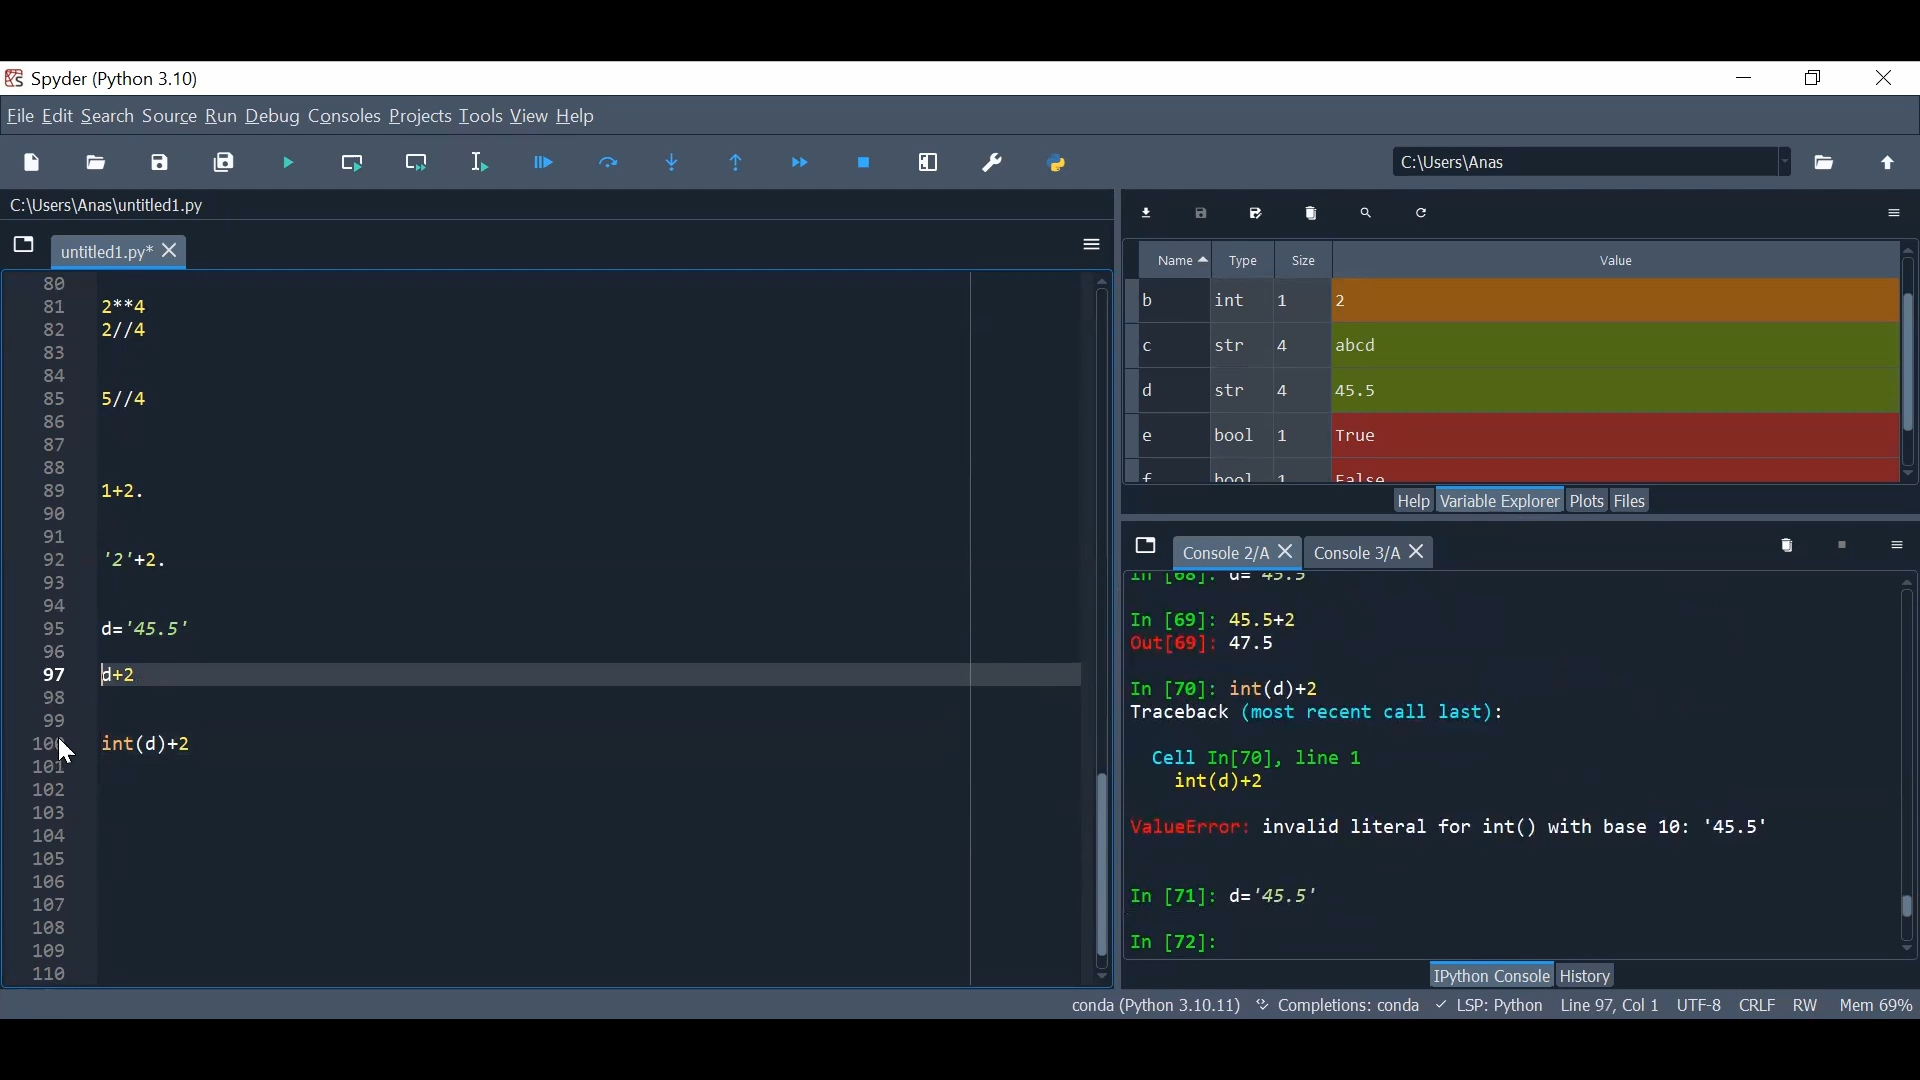 Spyder (Python 3.10)
File Edit Search Source Run Debug Consoles Projects Tools View Help
C:\Users\Anas
C:\Users\Anas\untitled1.py
untitled1.py*
80
81 2**4
82 2//4
83
84
85 5//4
86
87
88
89 1+2.
90
91
92 '2'+2.
93
94
95 d='45.5'
96
97 d+2
98
99
100 int(d)+2
101
102
103
104
105
106
107
108
109
110
Name Type Size Value
b int 1 2
c str 4 abcd
d str 4 45.5
e bool 1 True
f bool 1 False
Help Variable Explorer Plots Files
Console 2/A Console 3/A
In [68]: d='45.5'
In [69]: 45.5+2
Out[69]: 47.5
In [70]: int(d)+2
Traceback (most recent call last):
Cell In[70], line 1
int(d)+2
ValueError: invalid literal for int() with base 10: '45.5'
In [71]: d='45.5'
In [72]:
IPython Console History
conda (Python 3.10.11) Completions: conda LSP: Python Line 97, Col 1 UTF-8 CRLF RW Mem 69%